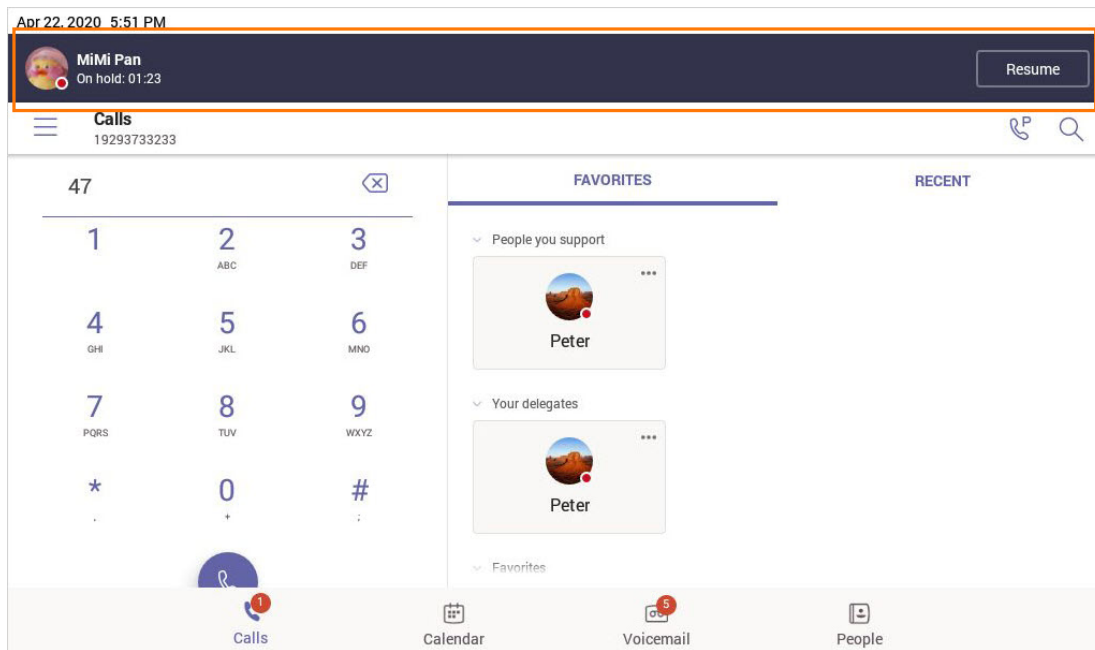 Apr 22, 2020 5:51 PM
MiMi Pan
On hold: 01:23
Resume
Calls
19293733233
P
47
1
2
ABC
3
DEF
4
GHI
5
JKL
6
MNO
7
PQRS
8
TUV
9
WXYZ
*
,
0
+
#
;
FAVORITES
RECENT
People you support
Peter
Your delegates
Peter
Favorites
1
Calls
Calendar
5
Voicemail
People